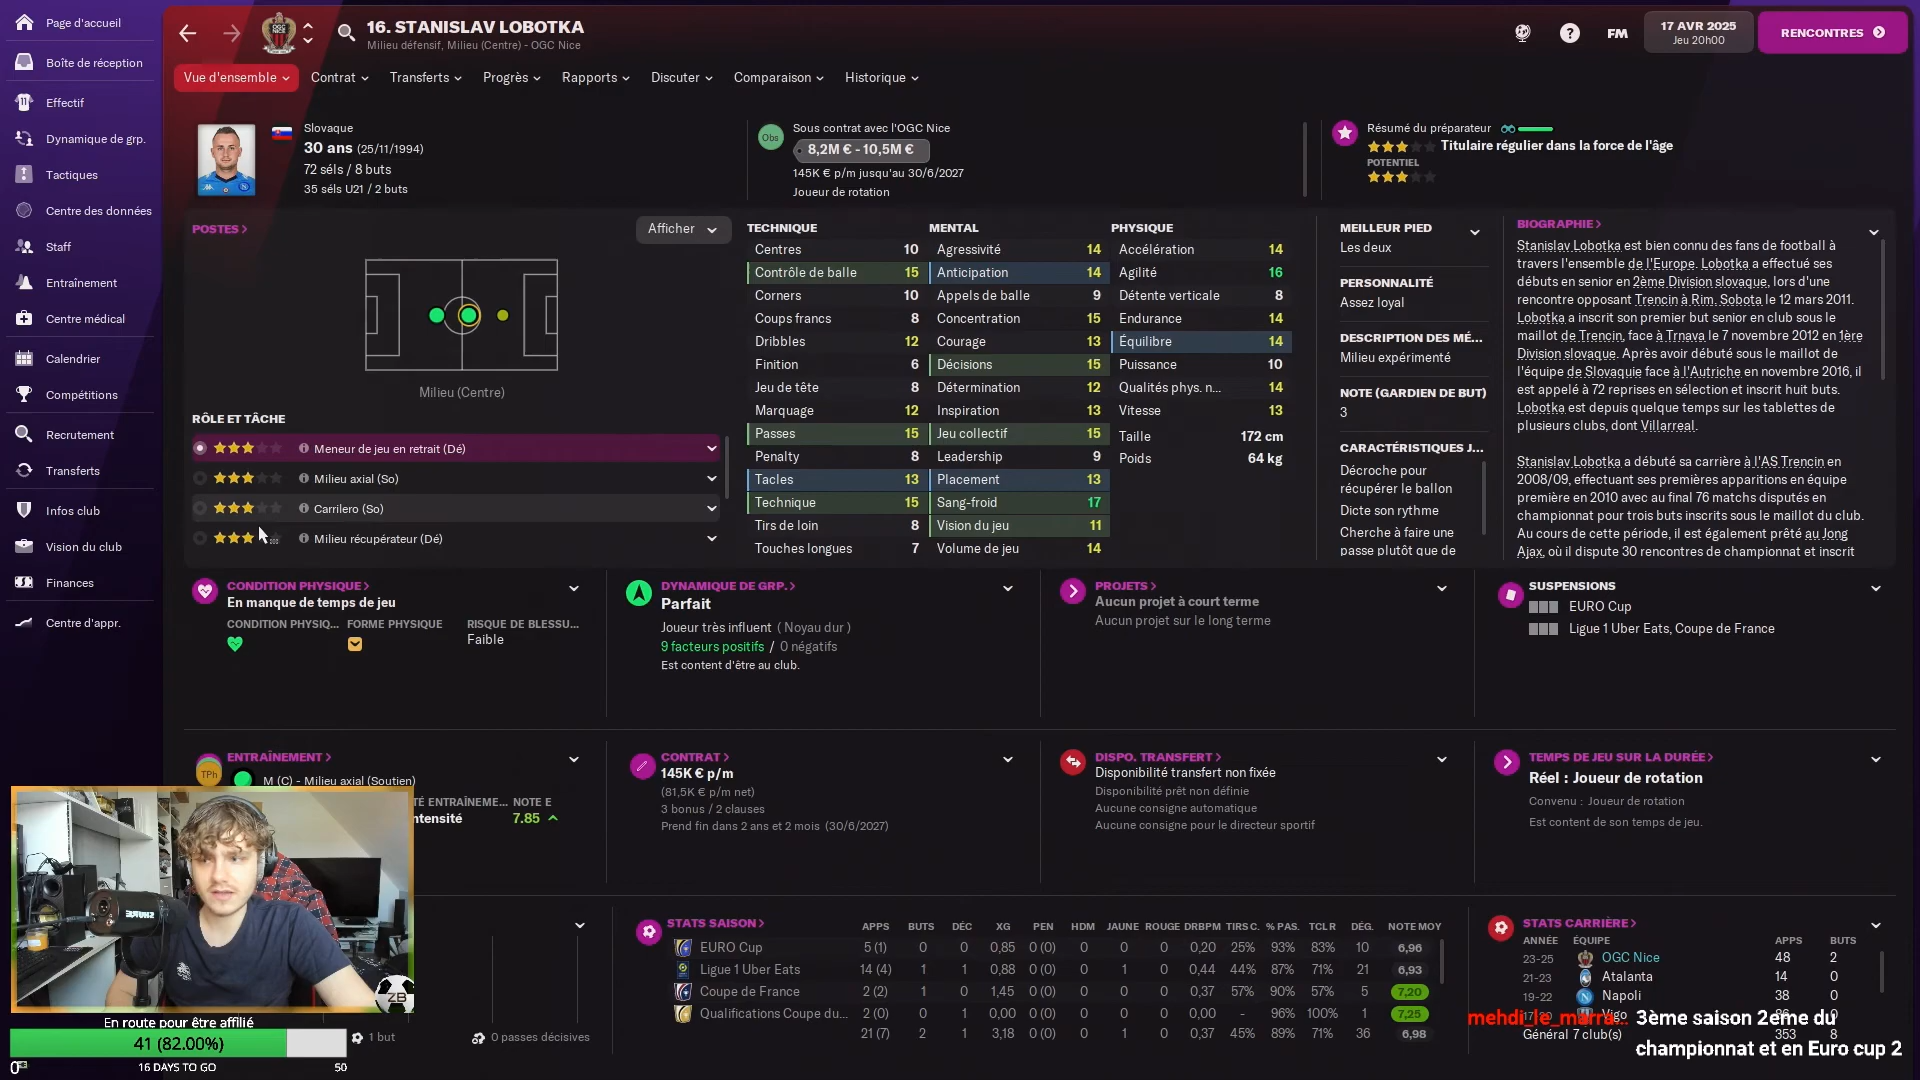 Page d'accueil
Boîte de réception
Effectif
Dynamique de grp.
Tactiques
Centre des données
Staff
Entraînement
Centre médical
Calendrier
Compétitions
Recrutement
Transferts
Infos club
Vision du club
Finances
Centre d'appr.
16. STANISLAV LOBOTKA
Milieu défensif, Milieu (Centre) - OGC Nice
FM
17 AVR 2025
Jeu 20h00
RENCONTRES
Vue d'ensemble
Contrat
Transferts
Progrès
Rapports
Discuter
Comparaison
Historique
Slovaque
30 ans (25/11/1994)
72 séls / 8 buts
35 séls U21 / 2 buts
Obs
Sous contrat avec l'OGC Nice
8,2M € - 10,5M €
145K € p/m jusqu'au 30/6/2027
Joueur de rotation
Résumé du préparateur
Titulaire régulier dans la force de l'âge
POTENTIEL
POSTES
Afficher
Milieu (Centre)
RÔLE ET TÂCHE
Meneur de jeu en retrait (Dé)
Milieu axial (So)
Carrilero (So)
Milieu récupérateur (Dé)
TECHNIQUE
Centres 10
Contrôle de balle 15
Corners 10
Coups francs 8
Dribbles 12
Finition 6
Jeu de tête 8
Marquage 12
Passes 15
Penalty 8
Tacles 13
Technique 15
Tirs de loin 8
Touches longues 7
MENTAL
Agressivité 14
Anticipation 14
Appels de balle 9
Concentration 15
Courage 13
Décisions 15
Détermination 12
Inspiration 13
Jeu collectif 15
Leadership 9
Placement 13
Sang-froid 17
Vision du jeu 11
Volume de jeu 14
PHYSIQUE
Accélération 14
Agilité 16
Détente verticale 8
Endurance 14
Équilibre 14
Puissance 10
Qualités phys. n... 14
Vitesse 13
Taille 172 cm
Poids 64 kg
MEILLEUR PIED
Les deux
PERSONNALITÉ
Assez loyal
DESCRIPTION DES MÉ...
Milieu expérimenté
NOTE (GARDIEN DE BUT)
3
CARACTÉRISTIQUES J...
Décroche pour
récupérer le ballon
Dicte son rythme
Cherche à faire une
passe plutôt que de
BIOGRAPHIE
Stanislav Lobotka est bien connu des fans de football à
travers l'ensemble de l'Europe. Lobotka a effectué ses
débuts en senior en 2ème Division slovaque, lors d'une
rencontre opposant Trencin à Rim. Sobota le 12 mars 2011.
Lobotka a inscrit son premier but senior en club sous le
maillot de Trencin, face à Trnava le 7 novembre 2012 en 1ère
Division slovaque. Après avoir débuté sous le maillot de
l'équipe de Slovaquie face à l'Autriche en novembre 2016, il
est appelé à 72 reprises en sélection et inscrit huit buts.
Lobotka est depuis quelque temps sur les tablettes de
plusieurs clubs, dont Villarreal.
Stanislav Lobotka a débuté sa carrière à l'AS Trencin en
2008/09, effectuant ses premières apparitions en équipe
première en 2010 avec au final 76 matchs disputés en
championnat pour trois buts inscrits sous le maillot du club.
Au cours de cette période, il est également prêté au Jong
Ajax, où il dispute 30 rencontres de championnat et inscrit
CONDITION PHYSIQUE
En manque de temps de jeu
CONDITION PHYSIQ... FORME PHYSIQUE RISQUE DE BLESSU...
Faible
DYNAMIQUE DE GRP.
Parfait
Joueur très influent ( Noyau dur )
9 facteurs positifs / 0 négatifs
Est content d'être au club.
PROJETS
Aucun projet à court terme
Aucun projet sur le long terme
SUSPENSIONS
EURO Cup
Ligue 1 Uber Eats, Coupe de France
ENTRAÎNEMENT
TPh
M (C) - Milieu axial (Soutien)
TÉ ENTRAÎNEME... NOTE E
ntensité 7.85
CONTRAT
145K € p/m
(81,5K € p/m net)
3 bonus / 2 clauses
Prend fin dans 2 ans et 2 mois (30/6/2027)
DISPO. TRANSFERT
Disponibilité transfert non fixée
Disponibilité prêt non définie
Aucune consigne automatique
Aucune consigne pour le directeur sportif
TEMPS DE JEU SUR LA DURÉE
Réel : Joueur de rotation
Convenu : Joueur de rotation
Est content de son temps de jeu.
STATS SAISON APPS BUTS DÉC XG PEN HDM JAUNE ROUGE DRBPM TIRS C. % PAS. TCL R DÉG. NOTE MOY
EURO Cup 5 (1) 0 0 0,85 0 (0) 0 0 0 0,20 25% 93% 83% 10 6,96
Ligue 1 Uber Eats 14 (4) 1 1 0,88 0 (0) 0 1 0 0,44 44% 87% 71% 21 6,93
Coupe de France 2 (2) 1 0 1,45 0 (0) 0 0 0 0,37 57% 90% 57% 5 7,20
Qualifications Coupe du... 2 (0) 0 1 0,00 0 (0) 0 0 0 0,00 - 96% 100% 1 7,25
21 (7) 2 1 3,18 0 (0) 0 1 0 0,37 45% 89% 71% 36 6,98
STATS CARRIÈRE
ANNÉE ÉQUIPE APPS BUTS
23-25 OGC Nice 48 2
21-23 Atalanta 14 0
19-22 Napoli 38 0
Vigo
Général 7 club(s) 353 8
1 but
0 passes décisives
ZB
En route pour être affilié
41 (82.00%)
0 16 DAYS TO GO 50
mehdi_le_marra... 3ème saison 2eme du
championnat et en Euro cup 2